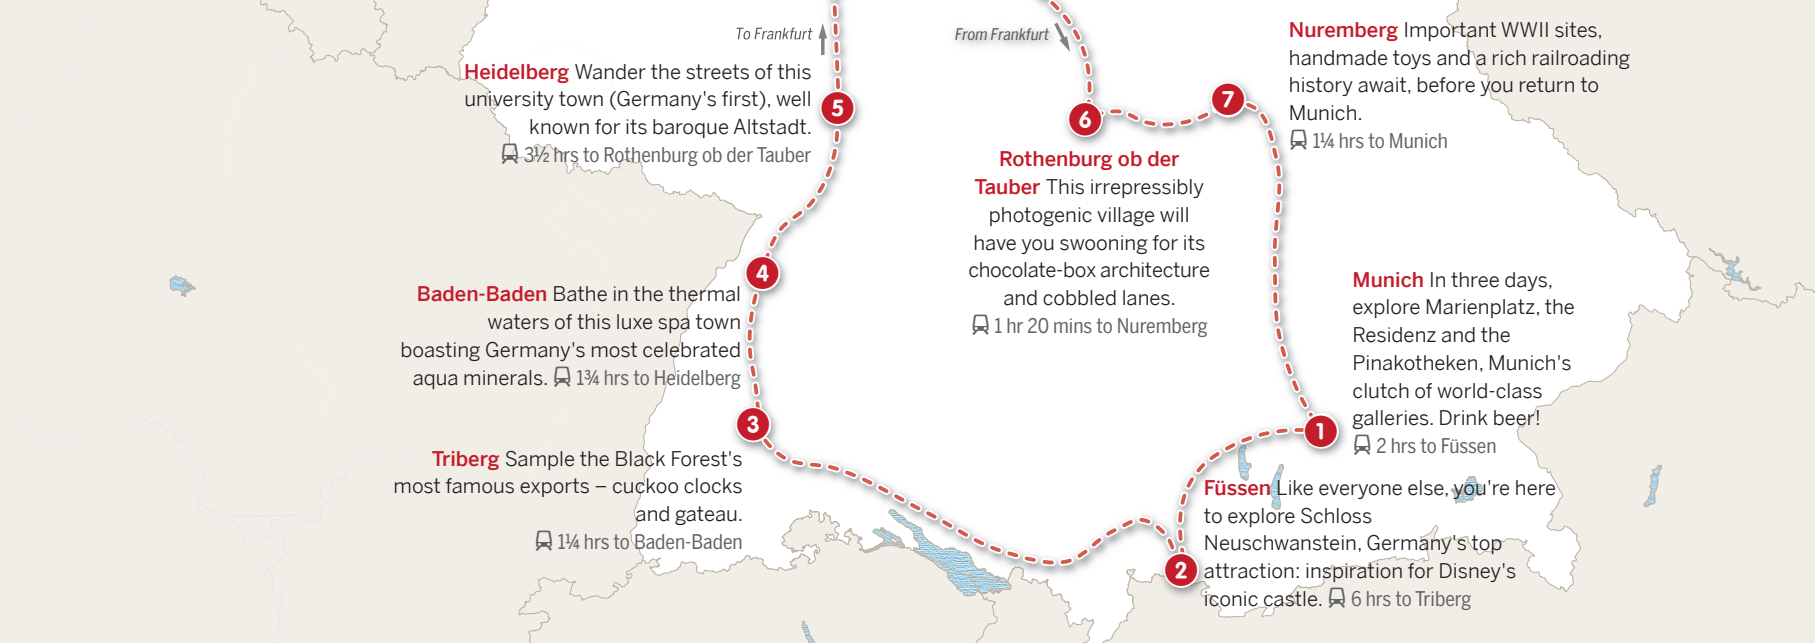 To Frankfurt
From Frankfurt
Nuremberg Important WWII sites,
handmade toys and a rich railroading
history await, before you return to
Munich.
1¼ hrs to Munich
Heidelberg Wander the streets of this
university town (Germany's first), well
known for its baroque Altstadt.
3½ hrs to Rothenburg ob der Tauber
5
6
7
Rothenburg ob der
Tauber This irrepressibly
photogenic village will
have you swooning for its
chocolate-box architecture
and cobbled lanes.
1 hr 20 mins to Nuremberg
4
Baden-Baden Bathe in the thermal
waters of this luxe spa town
boasting Germany's most celebrated
aqua minerals. 1¾ hrs to Heidelberg
Munich In three days,
explore Marienplatz, the
Residenz and the
Pinakotheken, Munich's
clutch of world-class
galleries. Drink beer!
2 hrs to Füssen
3
1
Triberg Sample the Black Forest's
most famous exports – cuckoo clocks
and gateau.
1¼ hrs to Baden-Baden
2
Füssen Like everyone else, you're here
to explore Schloss
Neuschwanstein, Germany's top
attraction: inspiration for Disney's
iconic castle. 6 hrs to Triberg